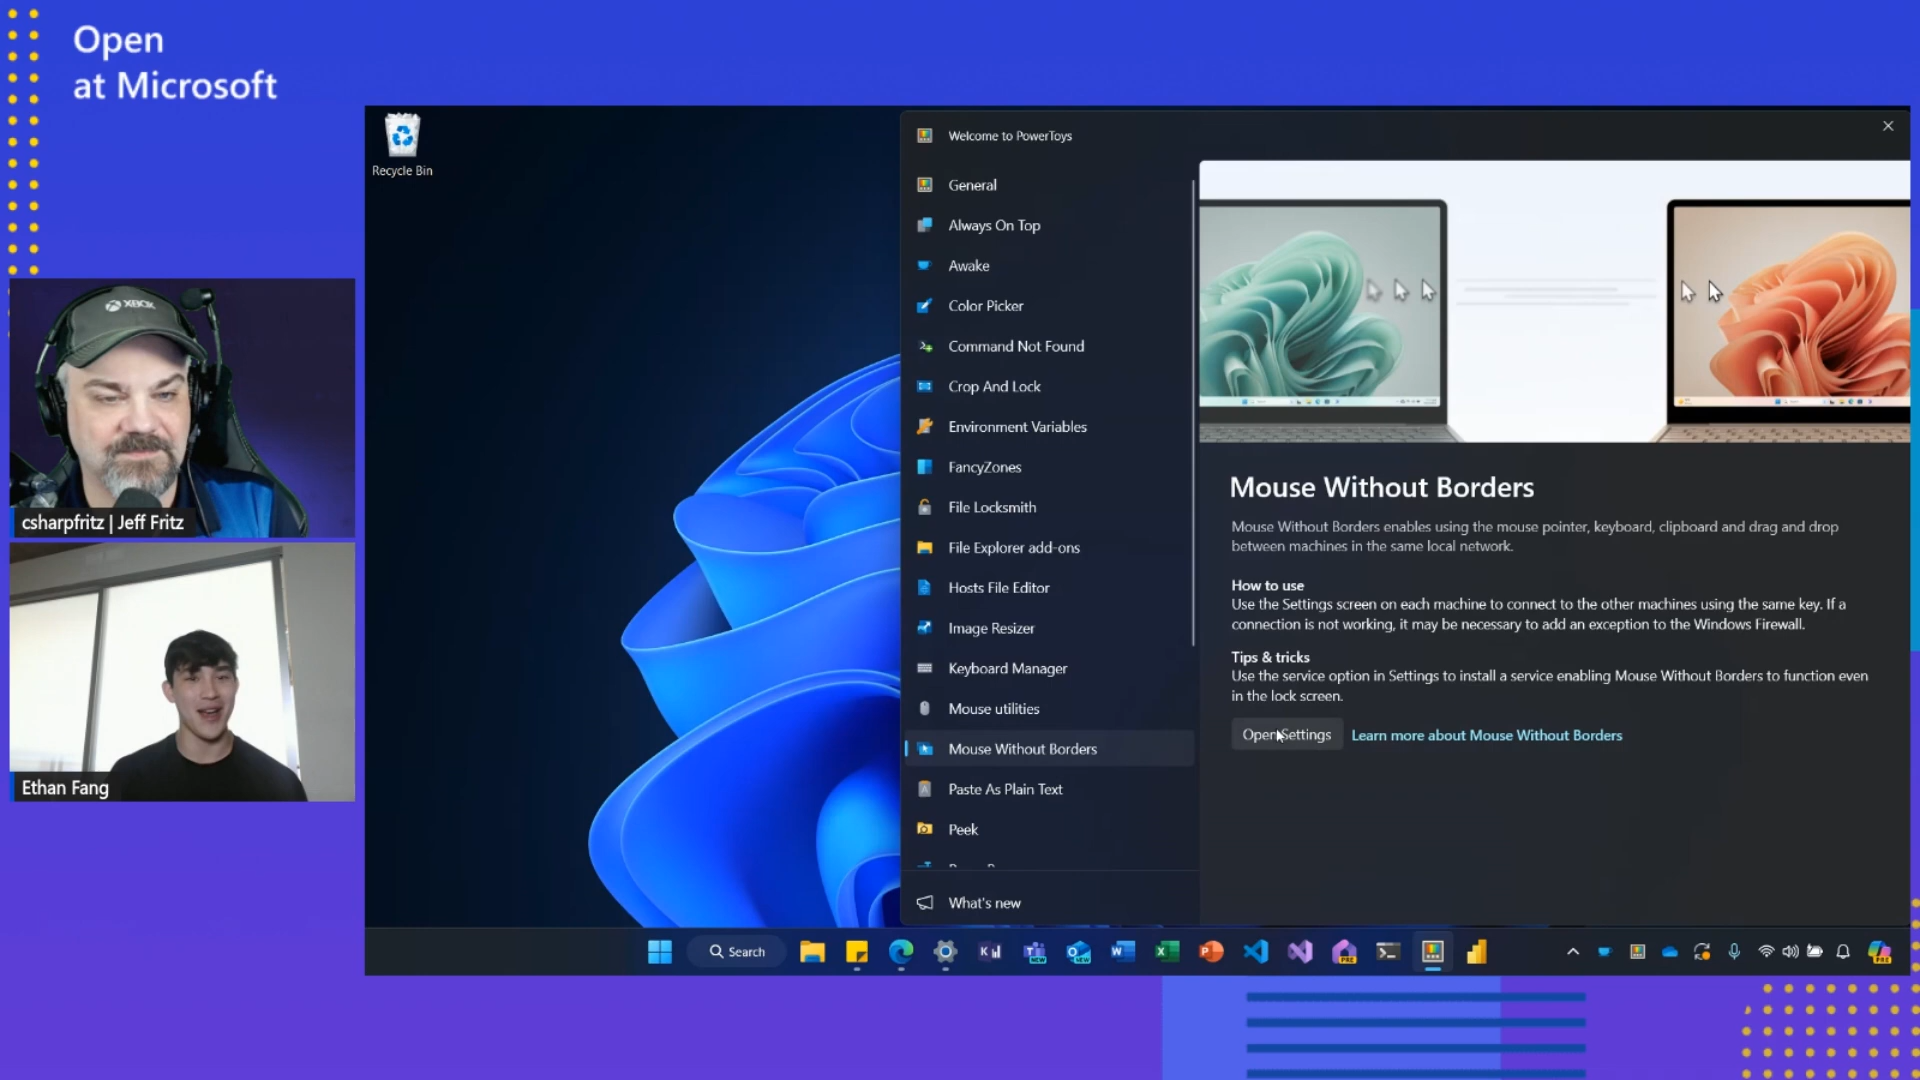 Open
at Microsoft
Recycle Bin
Welcome to PowerToys
General
Always On Top
Awake
Color Picker
Command Not Found
Crop And Lock
Environment Variables
FancyZones
File Locksmith
File Explorer add-ons
Hosts File Editor
Image Resizer
Keyboard Manager
Mouse utilities
Mouse Without Borders
Paste As Plain Text
Peek
What's new
Mouse Without Borders
Mouse Without Borders enables using the mouse pointer, keyboard, clipboard and drag and drop
between machines in the same local network.
How to use
Use the Settings screen on each machine to connect to the other machines using the same key. If a
connection is not working, it may be necessary to add an exception to the Windows Firewall.
Tips & tricks
Use the service option in Settings to install a service enabling Mouse Without Borders to function even
in the lock screen.
Open Settings
Learn more about Mouse Without Borders
XBOX
csharpfritz | Jeff Fritz
Ethan Fang
Search